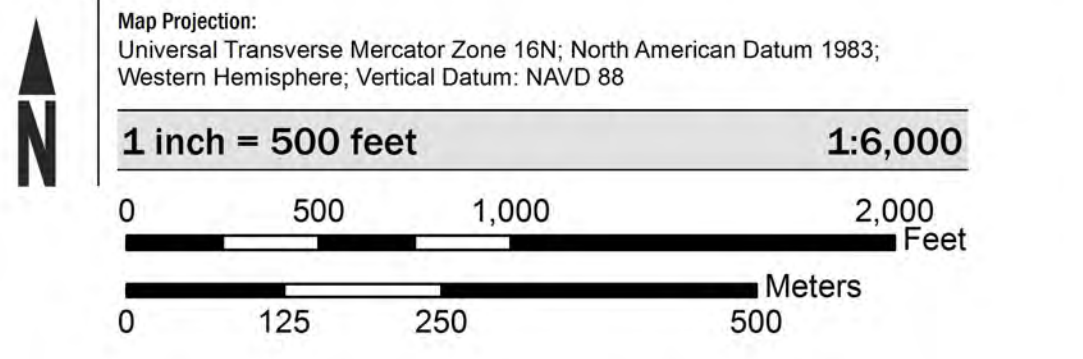 Map Projection:
Universal Transverse Mercator Zone 16N; North American Datum 1983;
Western Hemisphere; Vertical Datum: NAVD 88
N
1 inch = 500 feet 1:6,000
0 500 1,000 2,000
Feet
Meters
0 125 250 500